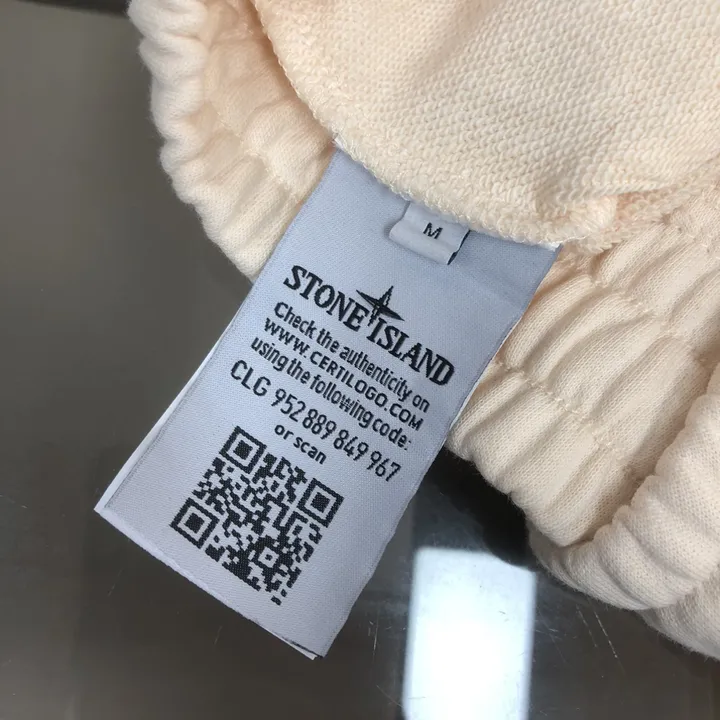 M
STONE ISLAND
Check the authenticity on
WWW.CERTILOGO.COM
using the following code:
CLG 952 889 849 967
or scan